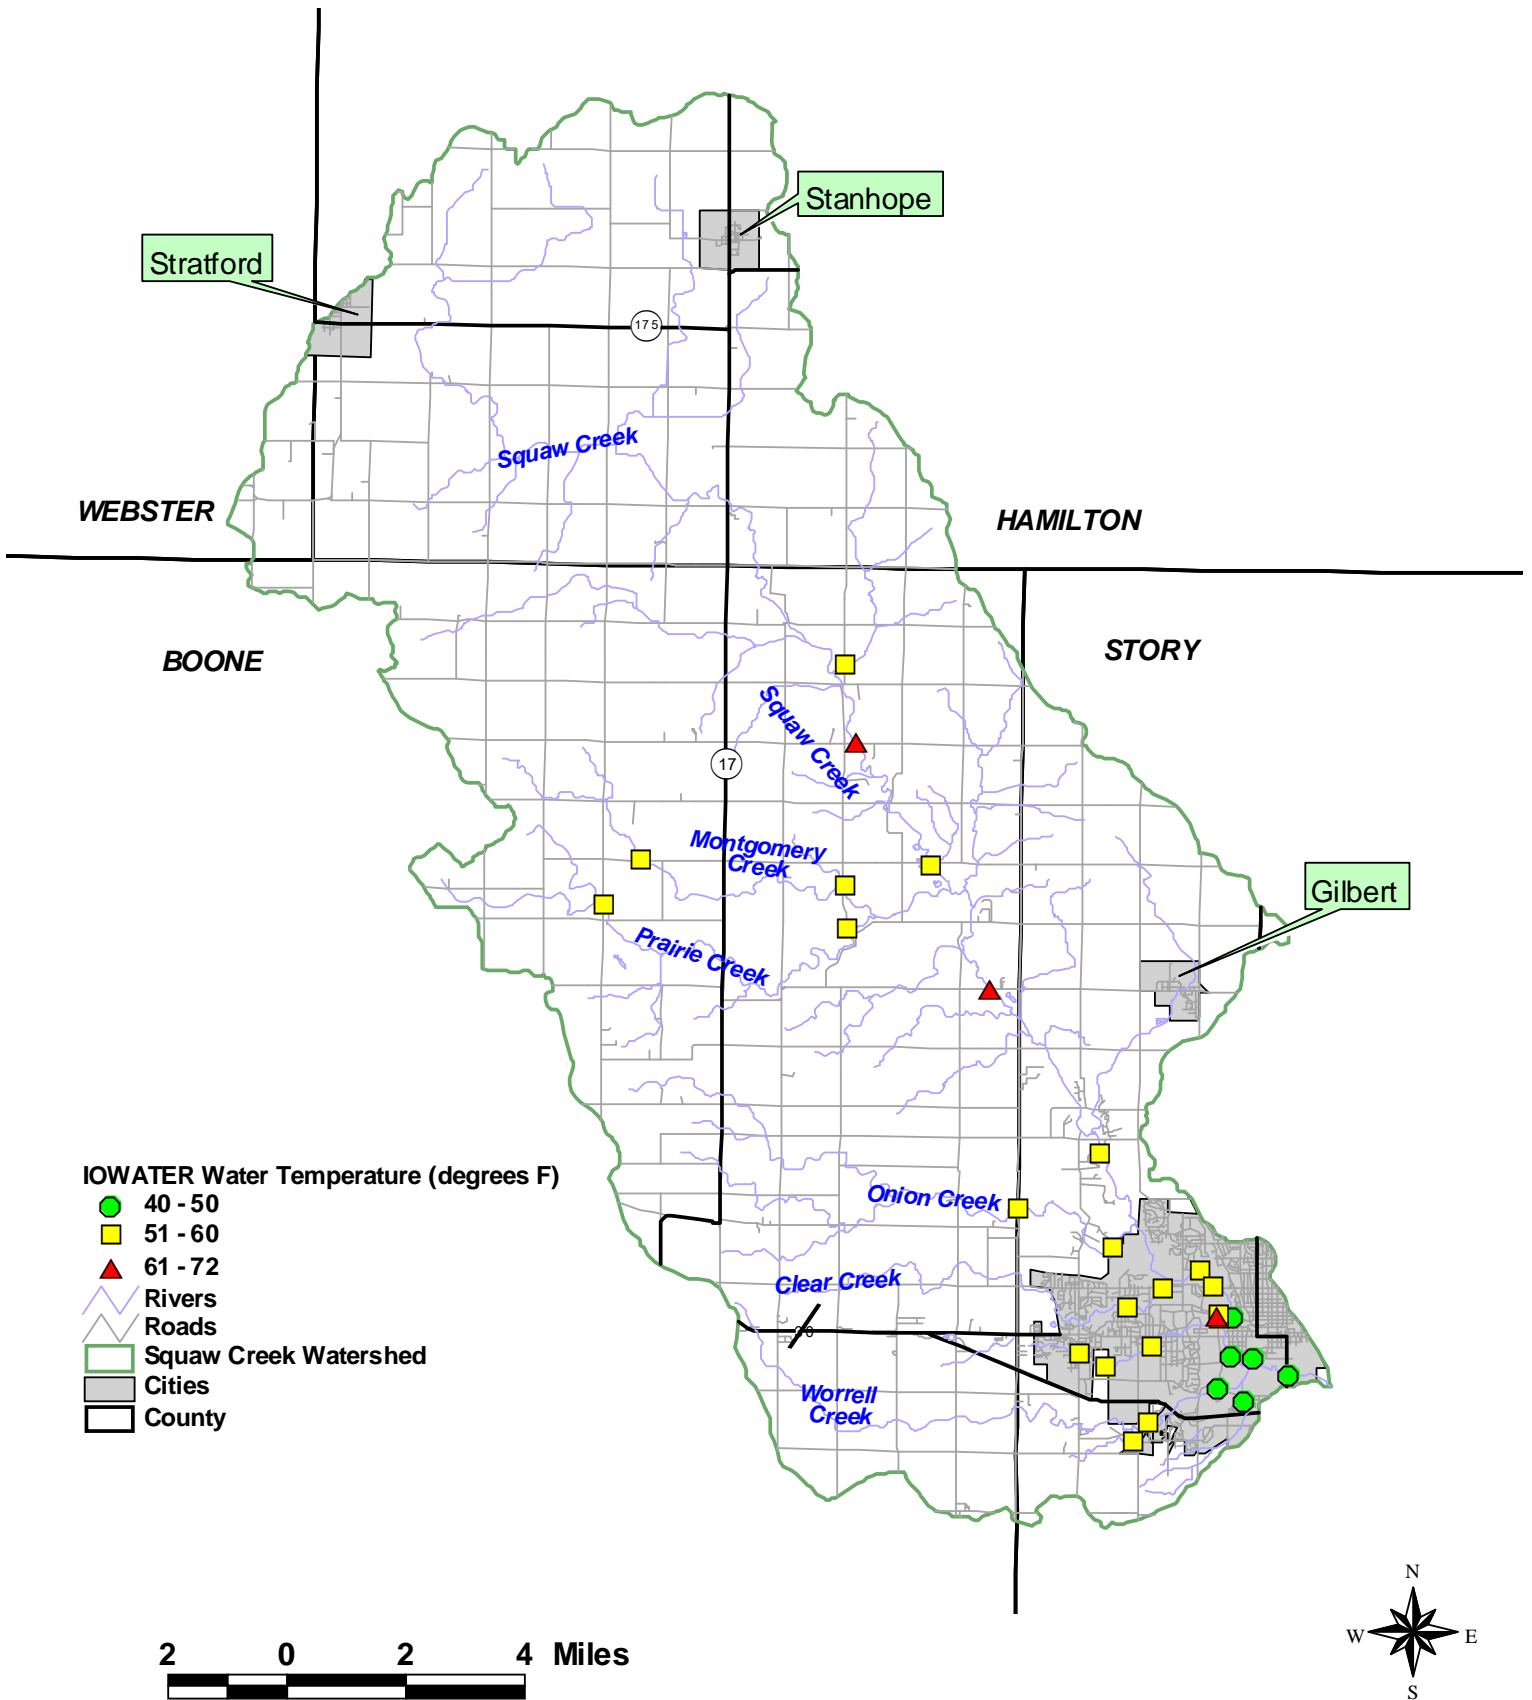 Stanhope
Stratford
175
Squaw Creek
WEBSTER
HAMILTON
BOONE
STORY
Squaw Creek
17
Montgomery
Creek
Gilbert
Prairie Creek
IOWATER Water Temperature (degrees F)
40 - 50
51 - 60
61 - 72
Rivers
Roads
Squaw Creek Watershed
Cities
County
Onion Creek
Clear Creek
30
Worrell
Creek
2 0 2 4 Miles
N
W E
S